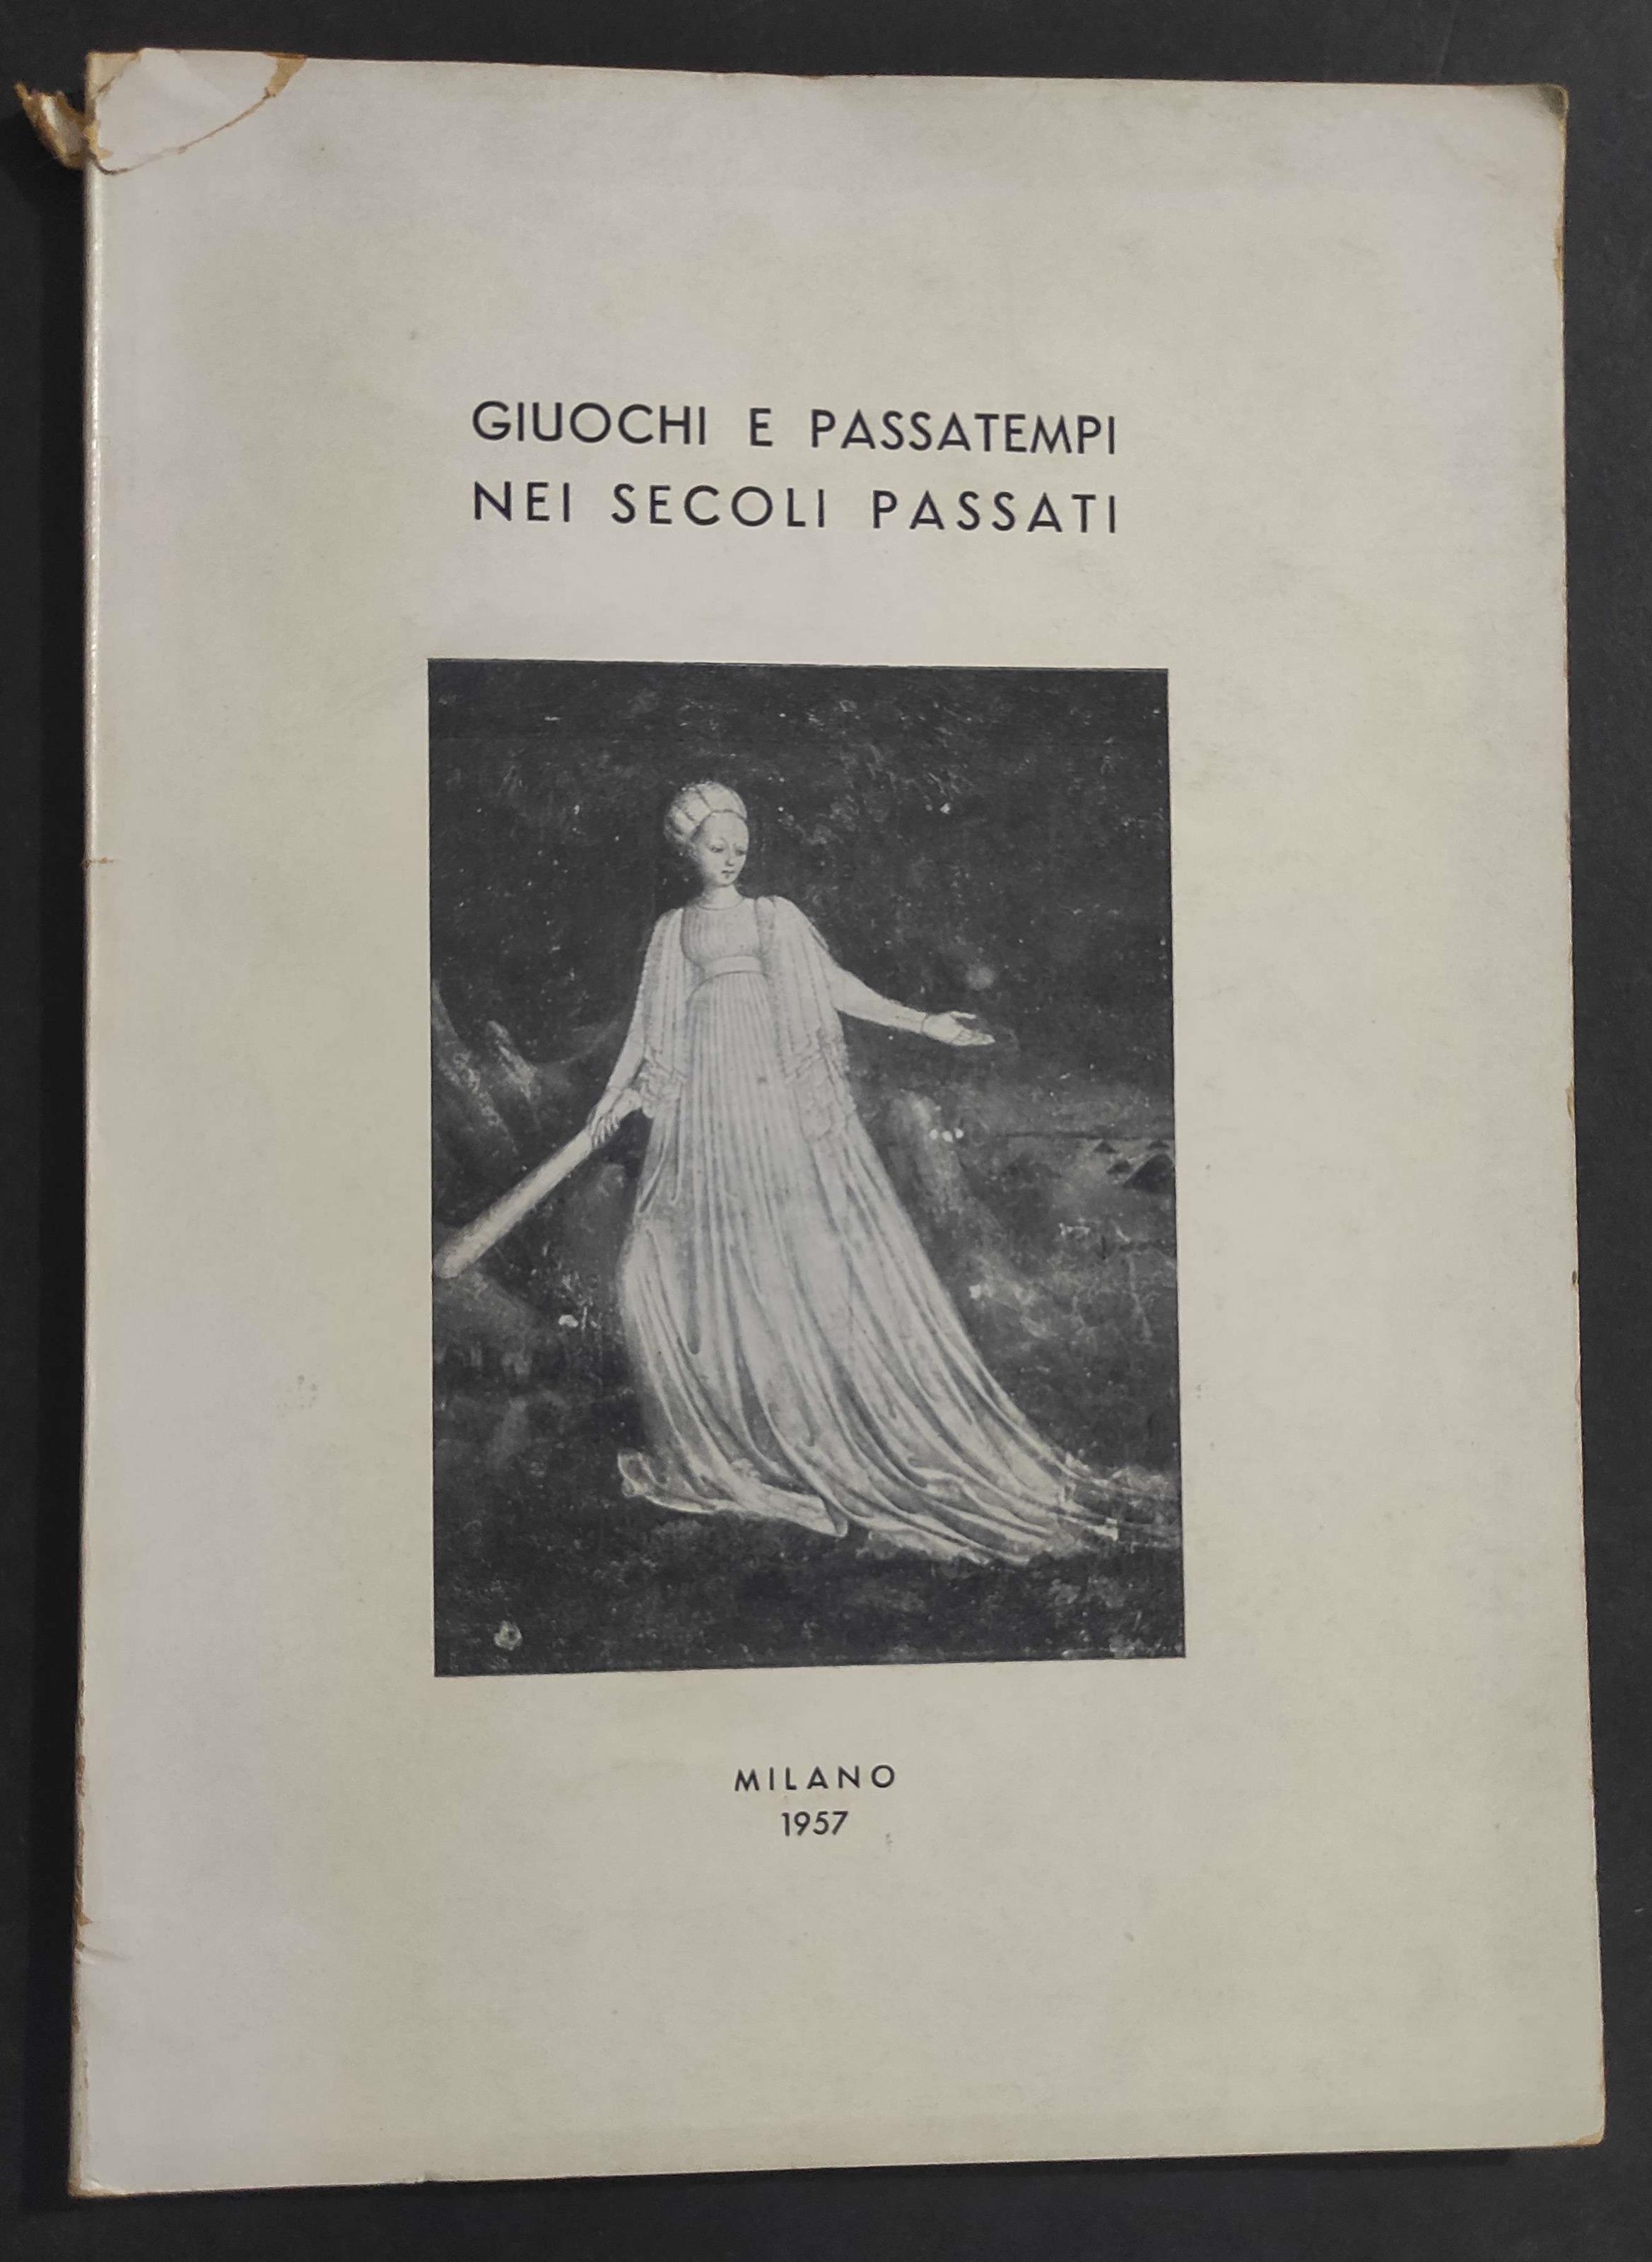 GIUOCHI E PASSATEMPI
NEI SECOLI PASSATI
MILANO
1957